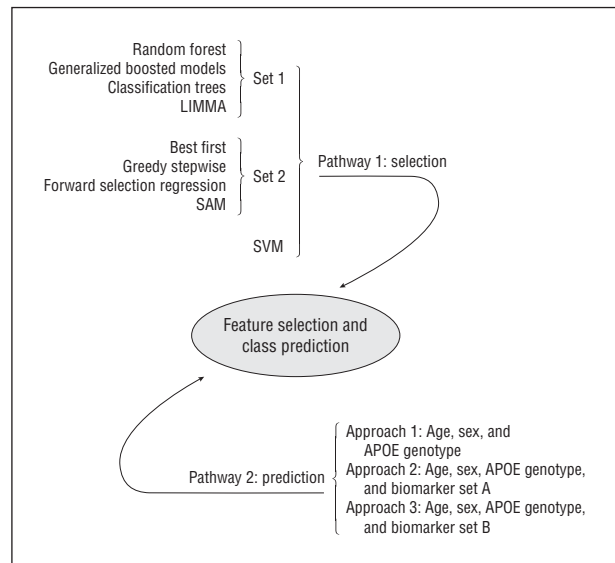 Random forest
Generalized boosted models
Classification trees
LIMMA
Set 1
Best first
Greedy stepwise
Forward selection regression
SAM
Set 2
SVM
Pathway 1: selection
Feature selection and
class prediction
Pathway 2: prediction
Approach 1: Age, sex, and
APOE genotype
Approach 2: Age, sex, APOE genotype,
and biomarker set A
Approach 3: Age, sex, APOE genotype,
and biomarker set B